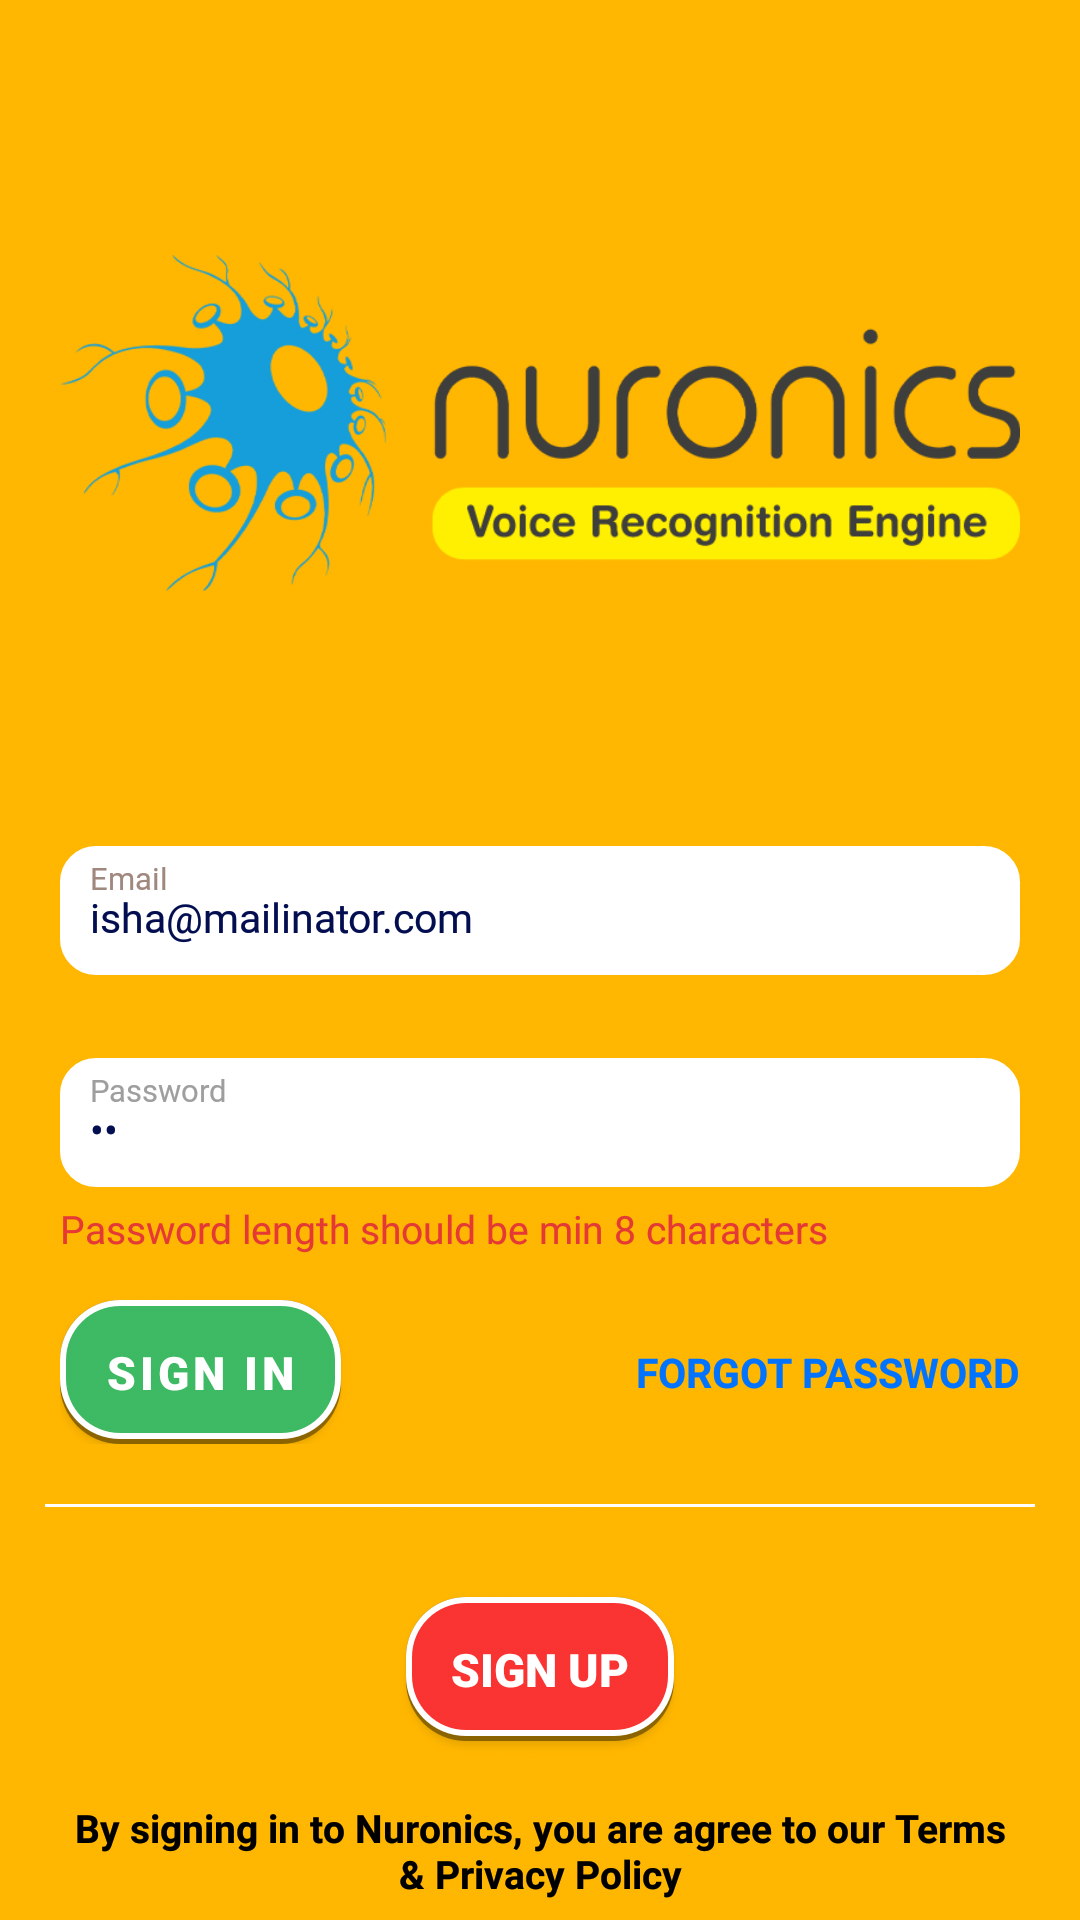 nuronics
Voice Recognition Engine
Email
isha@mailinator.com
Password
••
Password length should be min 8 characters
SIGN IN
FORGOT PASSWORD
SIGN UP
By signing in to Nuronics, you are agree to our Terms
& Privacy Policy